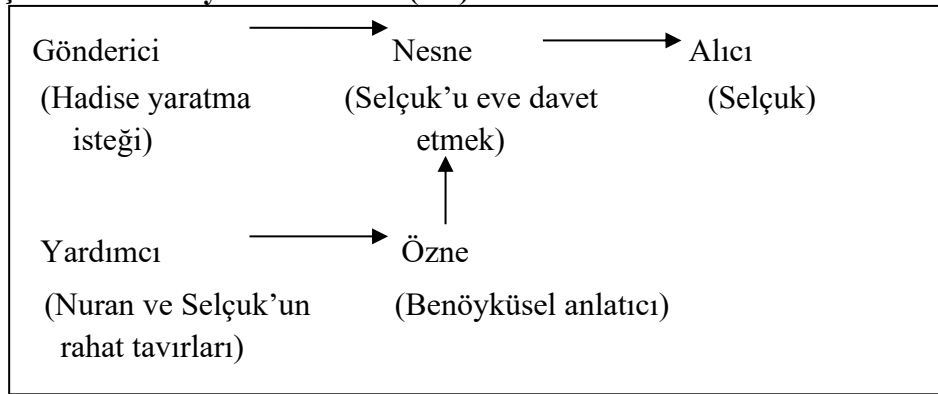 Gönderici Nesne Alıcı
(Hadise yaratma (Selçuk’u eve davet (Selçuk)
isteği) etmek)
Yardımcı Özne
(Nuran ve Selçuk’un (Benöyküsel anlatıcı)
rahat tavırları)